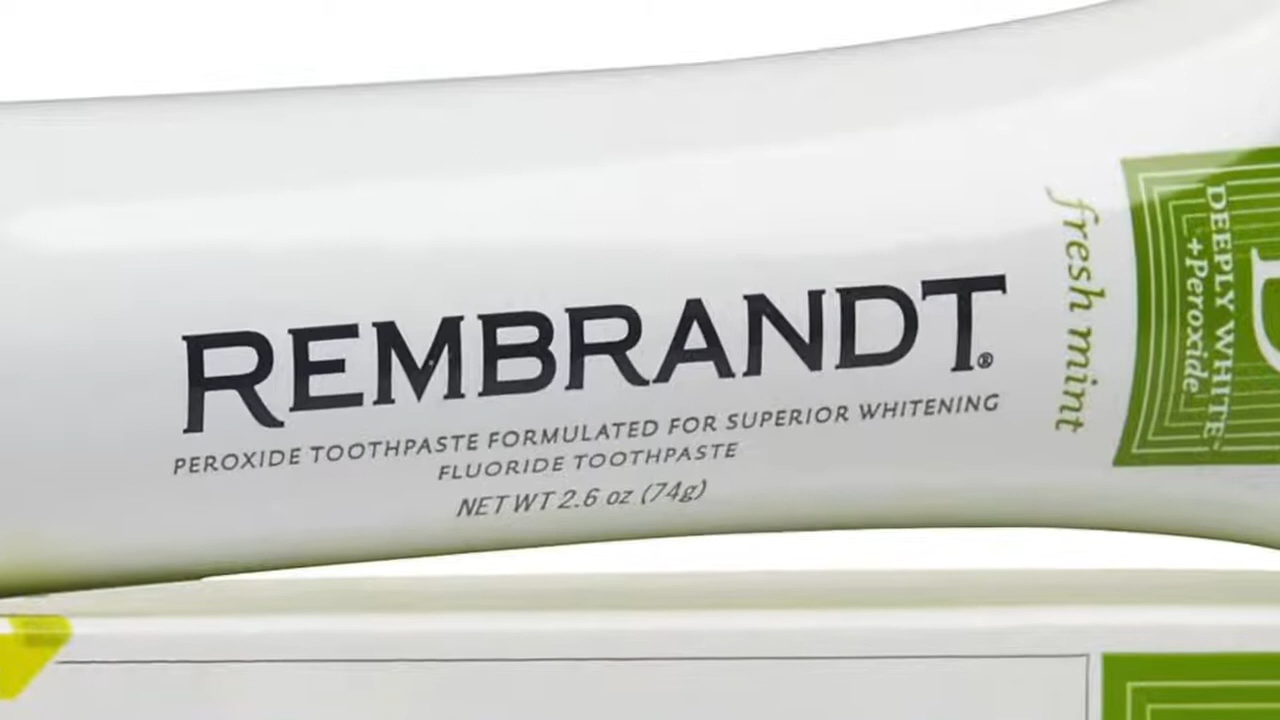 REMBRANDT®
PEROXIDE TOOTHPASTE FORMULATED FOR SUPERIOR WHITENING
FLUORIDE TOOTHPASTE
NET WT 2.6 oz (74g)
fresh mint
DEEPLY WHITE
+Peroxide